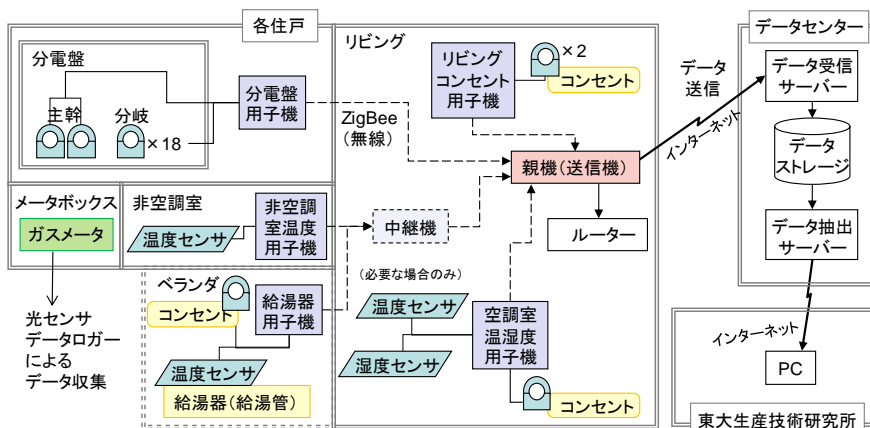 各住戸
分電盤
主幹
分岐
×18
分電盤
用子機
リビング
リビング
コンセント
用子機
×2
コンセント
ZigBee
(無線)
親機(送信機)
ルーター
中継機
メータボックス
ガスメータ
光センサ
データロガー
による
データ収集
非空調室
温度センサ
非空調
室温度
用子機
ベランダ
コンセント
給湯器
用子機
温度センサ
給湯器(給湯管)
(必要な場合のみ)
温度センサ
湿度センサ
空調室
温湿度
用子機
コンセント
データ
送信
インターネット
データセンター
データ受信
サーバー
データ
ストレージ
データ抽出
サーバー
インターネット
PC
東大生産技術研究所